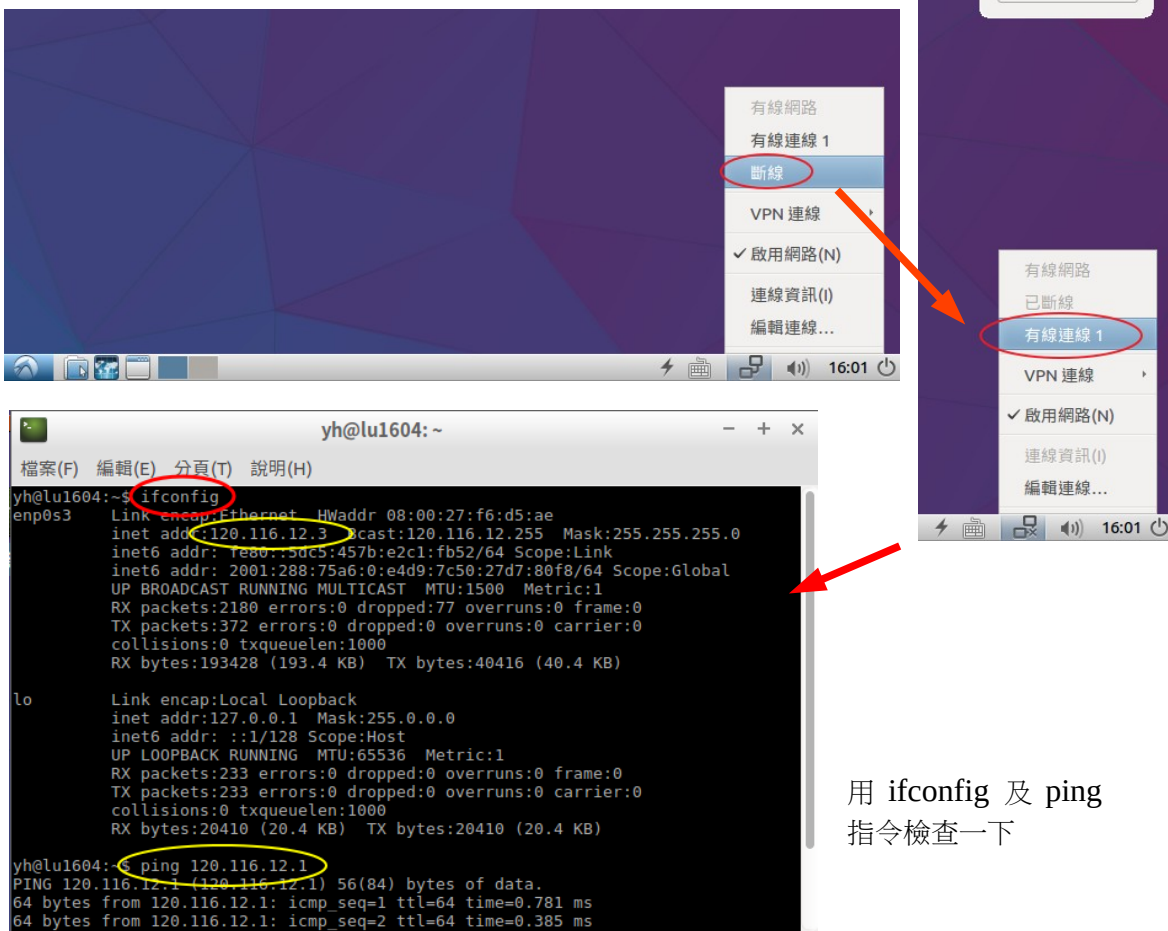 有線網路
有線連線 1
斷線
VPN 連線
啟用網路(N)
連線資訊(I)
編輯連線...
16:01
有線網路
已斷線
有線連線 1
VPN 連線
啟用網路(N)
連線資訊(I)
編輯連線...
16:01
yh@lu1604: ~
檔案(F) 編輯(E) 分頁(T) 說明(H)
yh@lu1604:~$ ifconfig
enp0s3 Link encap:Ethernet HWaddr 08:00:27:f6:d5:ae
inet addr:120.116.12.3 Bcast:120.116.12.255 Mask:255.255.255.0
inet6 addr: fe80::5dc5:457b:e2c1:fb52/64 Scope:Link
inet6 addr: 2001:288:75a6:0:e4d9:7c50:27d7:80f8/64 Scope:Global
UP BROADCAST RUNNING MULTICAST MTU:1500 Metric:1
RX packets:2180 errors:0 dropped:77 overruns:0 frame:0
TX packets:372 errors:0 dropped:0 overruns:0 carrier:0
collisions:0 txqueuelen:1000
RX bytes:193428 (193.4 KB) TX bytes:40416 (40.4 KB)
lo Link encap:Local Loopback
inet addr:127.0.0.1 Mask:255.0.0.0
inet6 addr: ::1/128 Scope:Host
UP LOOPBACK RUNNING MTU:65536 Metric:1
RX packets:233 errors:0 dropped:0 overruns:0 frame:0
TX packets:233 errors:0 dropped:0 overruns:0 carrier:0
collisions:0 txqueuelen:1000
RX bytes:20410 (20.4 KB) TX bytes:20410 (20.4 KB)
yh@lu1604:~$ ping 120.116.12.1
PING 120.116.12.1 (120.116.12.1) 56(84) bytes of data.
64 bytes from 120.116.12.1: icmp_seq=1 ttl=64 time=0.781 ms
64 bytes from 120.116.12.1: icmp_seq=2 ttl=64 time=0.385 ms
用 ifconfig 及 ping
指令檢查一下